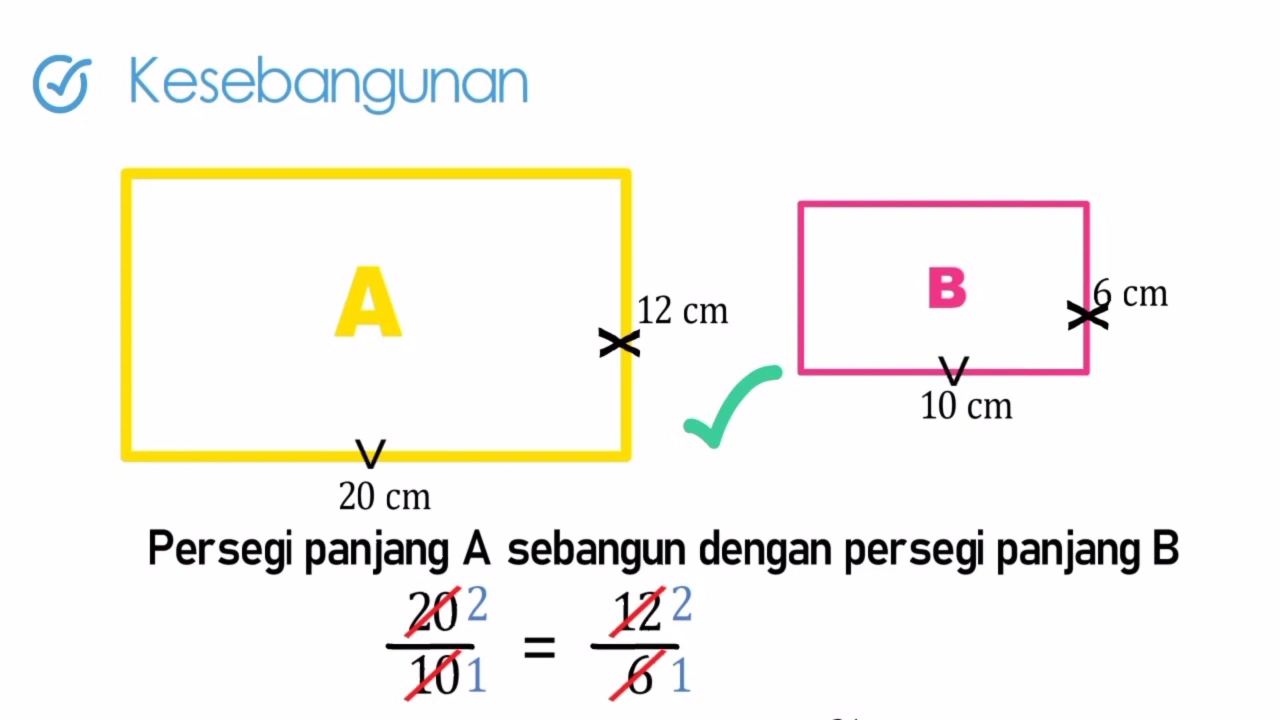 Kesebangunan
A
B
12 cm
6 cm
10 cm
20 cm
Persegi panjang A sebangun dengan persegi panjang B
20 2 = 12 2
10 1 6 1